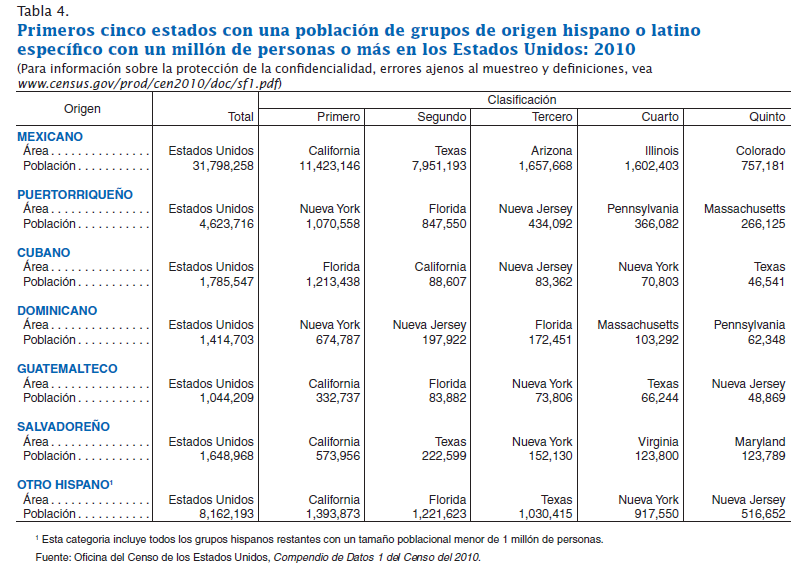 Tabla 4.
Primeros cinco estados con una población de grupos de origen hispano o latino
específico con un millón de personas o más en los Estados Unidos: 2010
(Para información sobre la protección de la confidencialidad, errores ajenos al muestreo y definiciones, vea
www.census.gov/prod/cen2010/doc/sf1.pdf)
Origen Clasificación
Total Primero Segundo Tercero Cuarto Quinto
MEXICANO
Área . . . . . . . . . . . . . . . Estados Unidos California Texas Arizona Illinois Colorado
Población . . . . . . . . . . . 31,798,258 11,423,146 7,951,193 1,657,668 1,602,403 757,181
PUERTORRIQUEÑO
Área . . . . . . . . . . . . . . . Estados Unidos Nueva York Florida Nueva Jersey Pennsylvania Massachusetts
Población . . . . . . . . . . . 4,623,716 1,070,558 847,550 434,092 366,082 266,125
CUBANO
Área . . . . . . . . . . . . . . . Estados Unidos Florida California Nueva Jersey Nueva York Texas
Población . . . . . . . . . . . 1,785,547 1,213,438 88,607 83,362 70,803 46,541
DOMINICANO
Área . . . . . . . . . . . . . . . Estados Unidos Nueva York Nueva Jersey Florida Massachusetts Pennsylvania
Población . . . . . . . . . . . 1,414,703 674,787 197,922 172,451 103,292 62,348
GUATEMALTECO
Área . . . . . . . . . . . . . . . Estados Unidos California Florida Nueva York Texas Nueva Jersey
Población . . . . . . . . . . . 1,044,209 332,737 83,882 73,806 66,244 48,869
SALVADOREÑO
Área . . . . . . . . . . . . . . . Estados Unidos California Texas Nueva York Virginia Maryland
Población . . . . . . . . . . . 1,648,968 573,956 222,599 152,130 123,800 123,789
OTRO HISPANO¹
Área . . . . . . . . . . . . . . . Estados Unidos California Florida Texas Nueva York Nueva Jersey
Población . . . . . . . . . . . 8,162,193 1,393,873 1,221,623 1,030,415 917,550 516,652
¹ Esta categoria incluye todos los grupos hispanos restantes con un tamaño poblacional menor de 1 millón de personas.
Fuente: Oficina del Censo de los Estados Unidos, Compendio de Datos 1 del Censo del 2010.